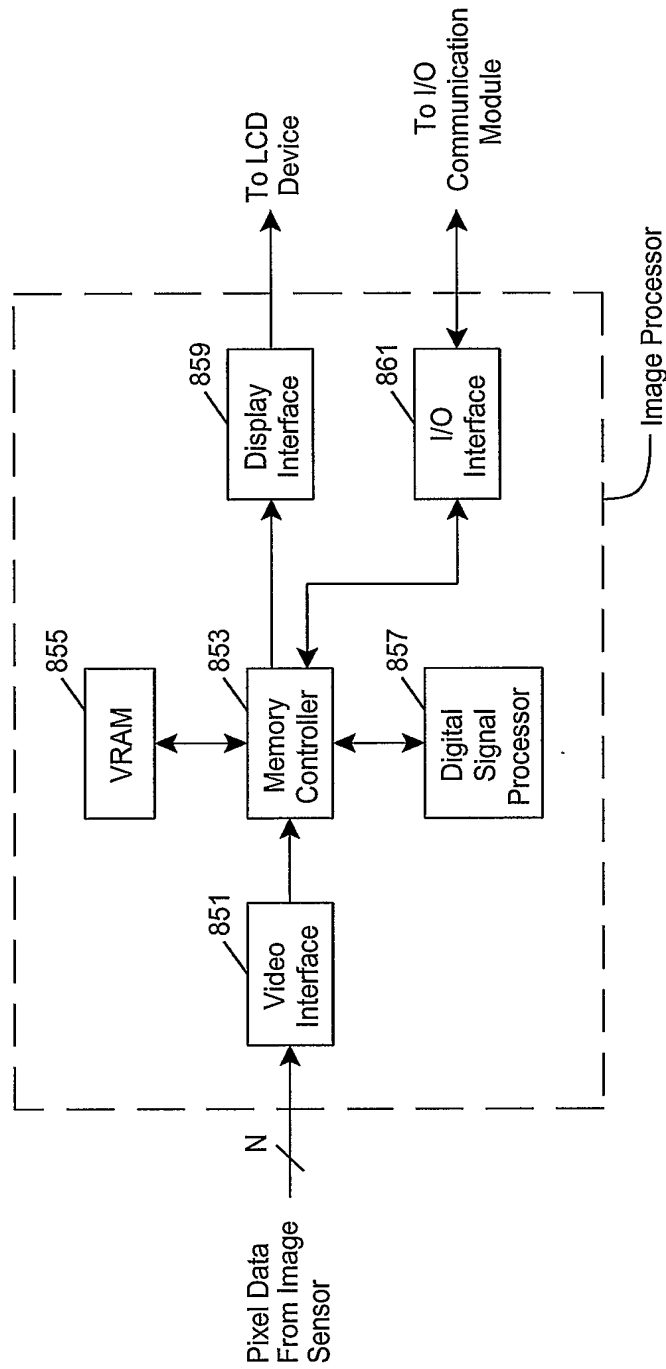 Pixel Data
From Image
Sensor
N
851
Video
Interface
855
VRAM
853
Memory
Controller
857
Digital
Signal
Processor
859
Display
Interface
861
I/O
Interface
To LCD
Device
To I/O
Communication
Module
Image Processor